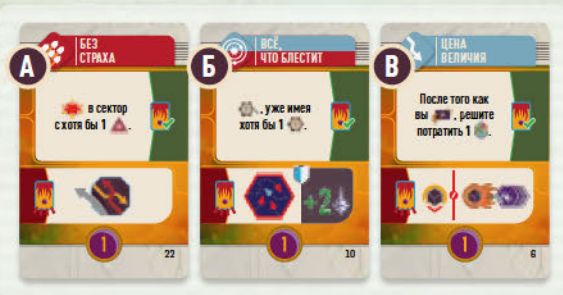 А
БЕЗ
СТРАХА
в сектор
с хотя бы 1
1
22
Б
ВСЁ,
ЧТО БЛЕСТИТ
, уже имея
хотя бы 1 .
+2
1
10
В
ЦЕНА
ВЕЛИЧИЯ
После того как
вы , решите
потратить 1 .
1
6